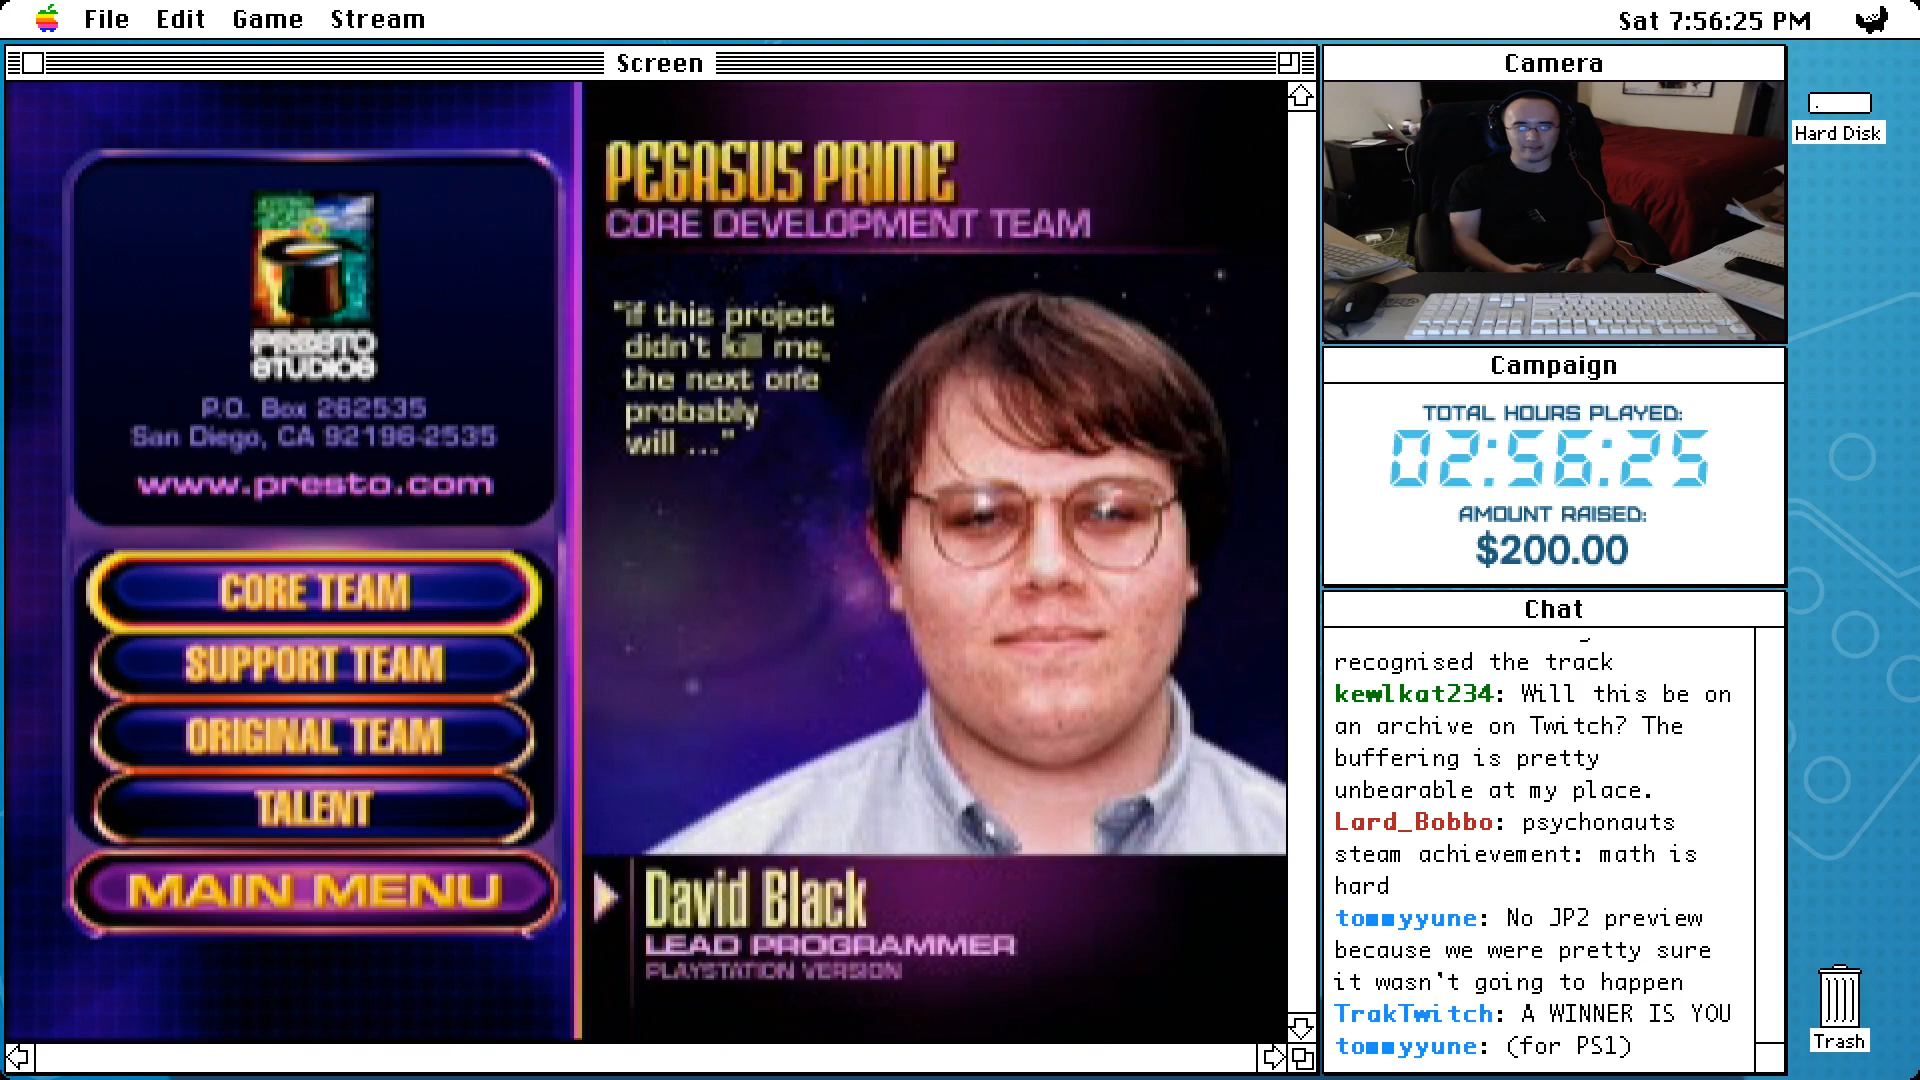 File Edit Game Stream
Sat 7:56:25 PM
Screen
PRESTO
STUDIOS
P.O. Box 262535
San Diego, CA 92196-2535
www.presto.com
CORE TEAM
SUPPORT TEAM
ORIGINAL TEAM
TALENT
MAIN MENU
PEGASUS PRIME
CORE DEVELOPMENT TEAM
"if this project
didn't kill me,
the next one
probably
will ..."
David Black
LEAD PROGRAMMER
PLAYSTATION VERSION
Camera
Campaign
TOTAL HOURS PLAYED:
02:56:25
AMOUNT RAISED:
$200.00
Chat
recognised the track
kewlkat234: Will this be on
an archive on Twitch? The
buffering is pretty
unbearable at my place.
Lard_Bobbo: psychonauts
steam achievement: math is
hard
tommyyune: No JP2 preview
because we were pretty sure
it wasn't going to happen
TrakTwitch: A WINNER IS YOU
tommyyune: (for PS1)
Hard Disk
Trash